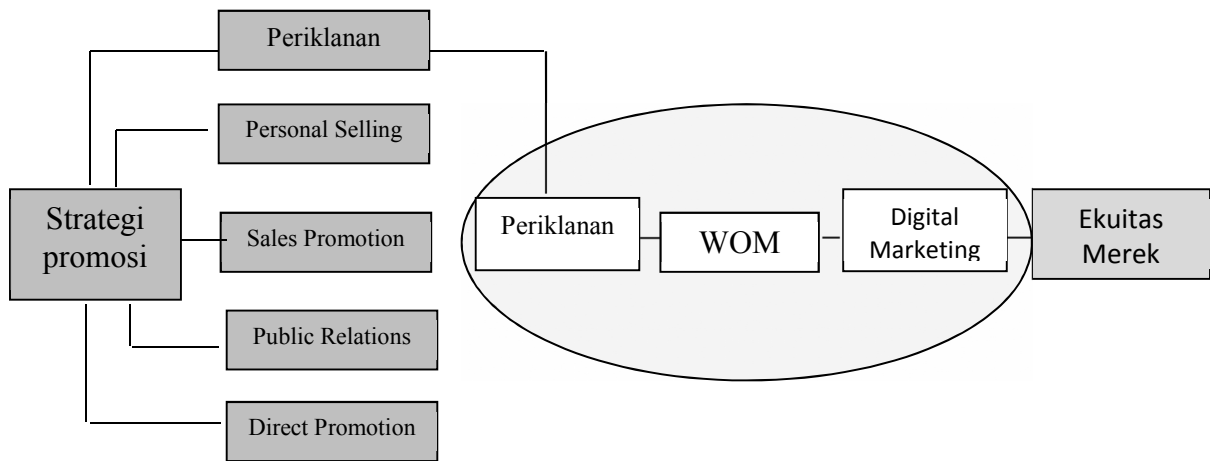 Periklanan
Personal Selling
Strategi
promosi
Sales Promotion
Public Relations
Direct Promotion
Periklanan
WOM
Digital
Marketing
Ekuitas
Merek